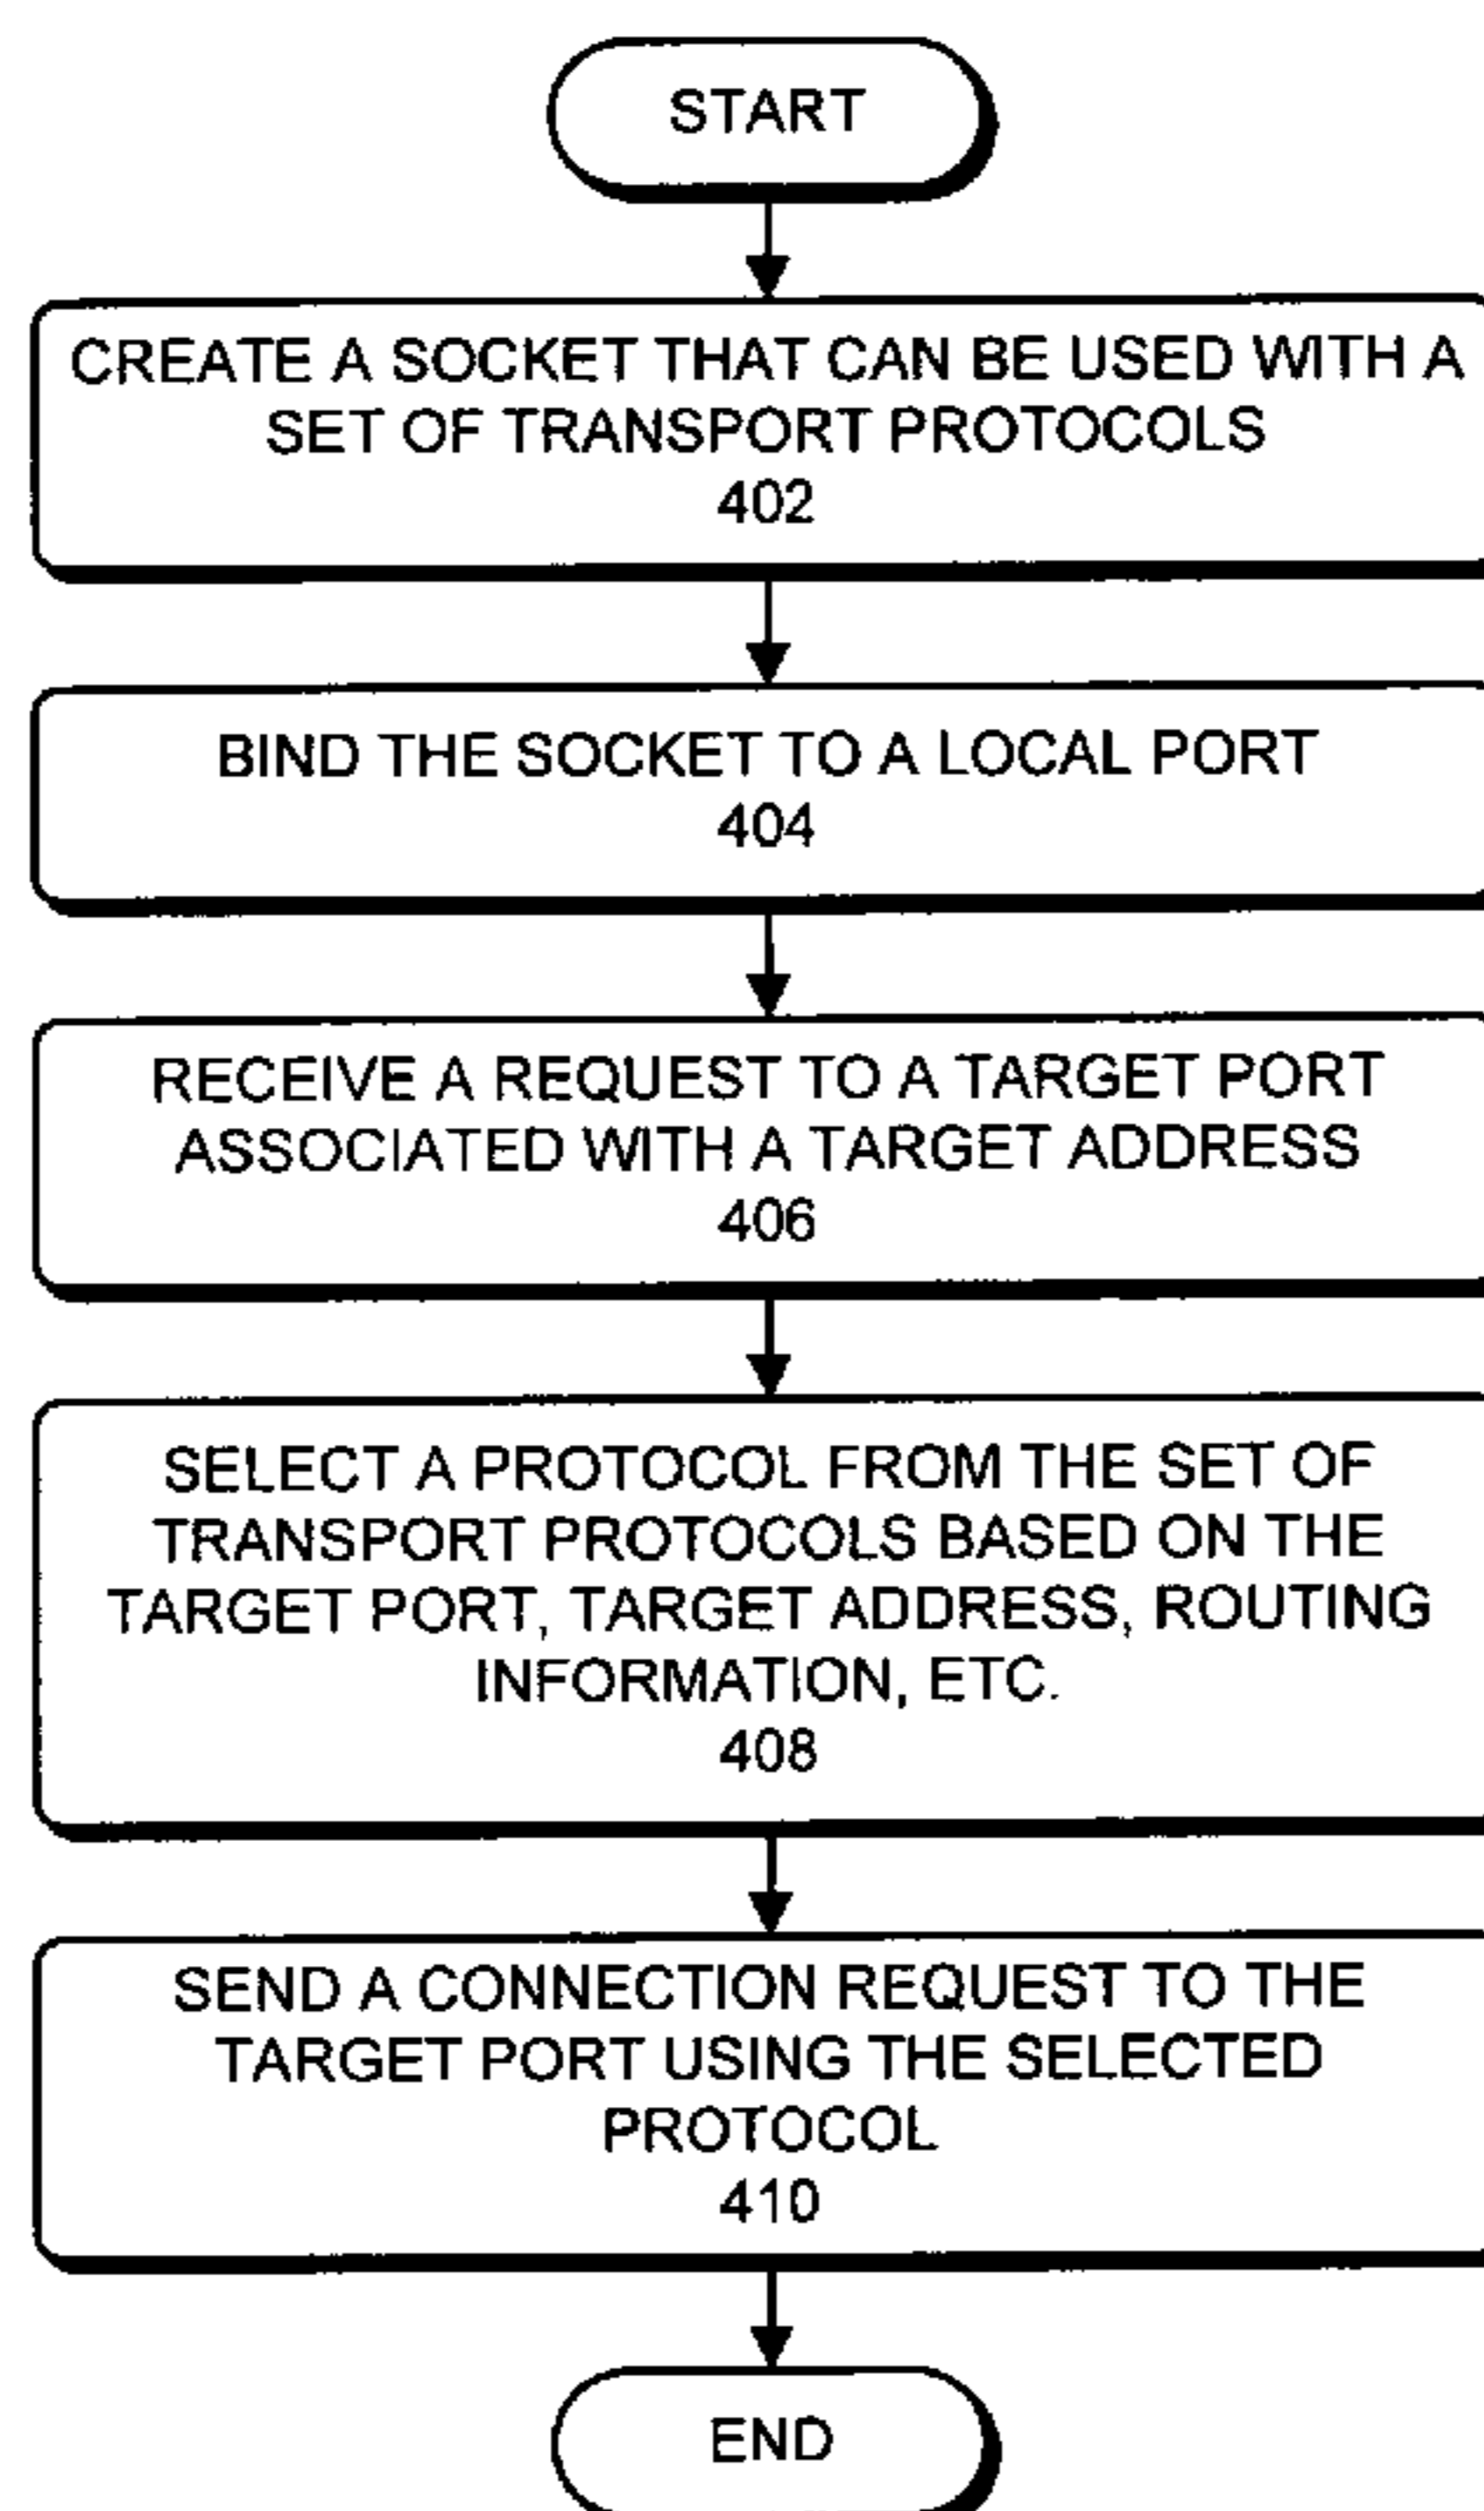 START
CREATE A SOCKET THAT CAN BE USED WITH A
SET OF TRANSPORT PROTOCOLS
402
BIND THE SOCKET TO A LOCAL PORT
404
RECEIVE A REQUEST TO A TARGET PORT
ASSOCIATED WITH A TARGET ADDRESS
406
SELECT A PROTOCOL FROM THE SET OF
TRANSPORT PROTOCOLS BASED ON THE
TARGET PORT, TARGET ADDRESS, ROUTING
INFORMATION, ETC.
408
SEND A CONNECTION REQUEST TO THE
TARGET PORT USING THE SELECTED
PROTOCOL
410
END